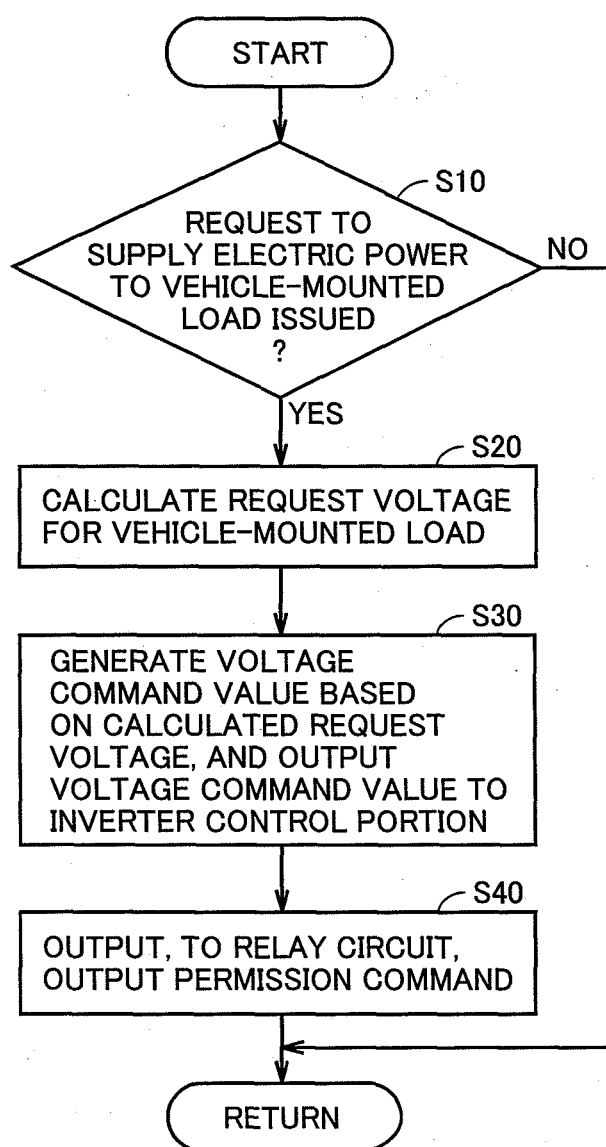 START
S10
REQUEST TO
SUPPLY ELECTRIC POWER
TO VEHICLE-MOUNTED
LOAD ISSUED
?
NO
YES
S20
CALCULATE REQUEST VOLTAGE
FOR VEHICLE-MOUNTED LOAD
S30
GENERATE VOLTAGE
COMMAND VALUE BASED
ON CALCULATED REQUEST
VOLTAGE, AND OUTPUT
VOLTAGE COMMAND VALUE TO
INVERTER CONTROL PORTION
S40
OUTPUT, TO RELAY CIRCUIT,
OUTPUT PERMISSION COMMAND
RETURN